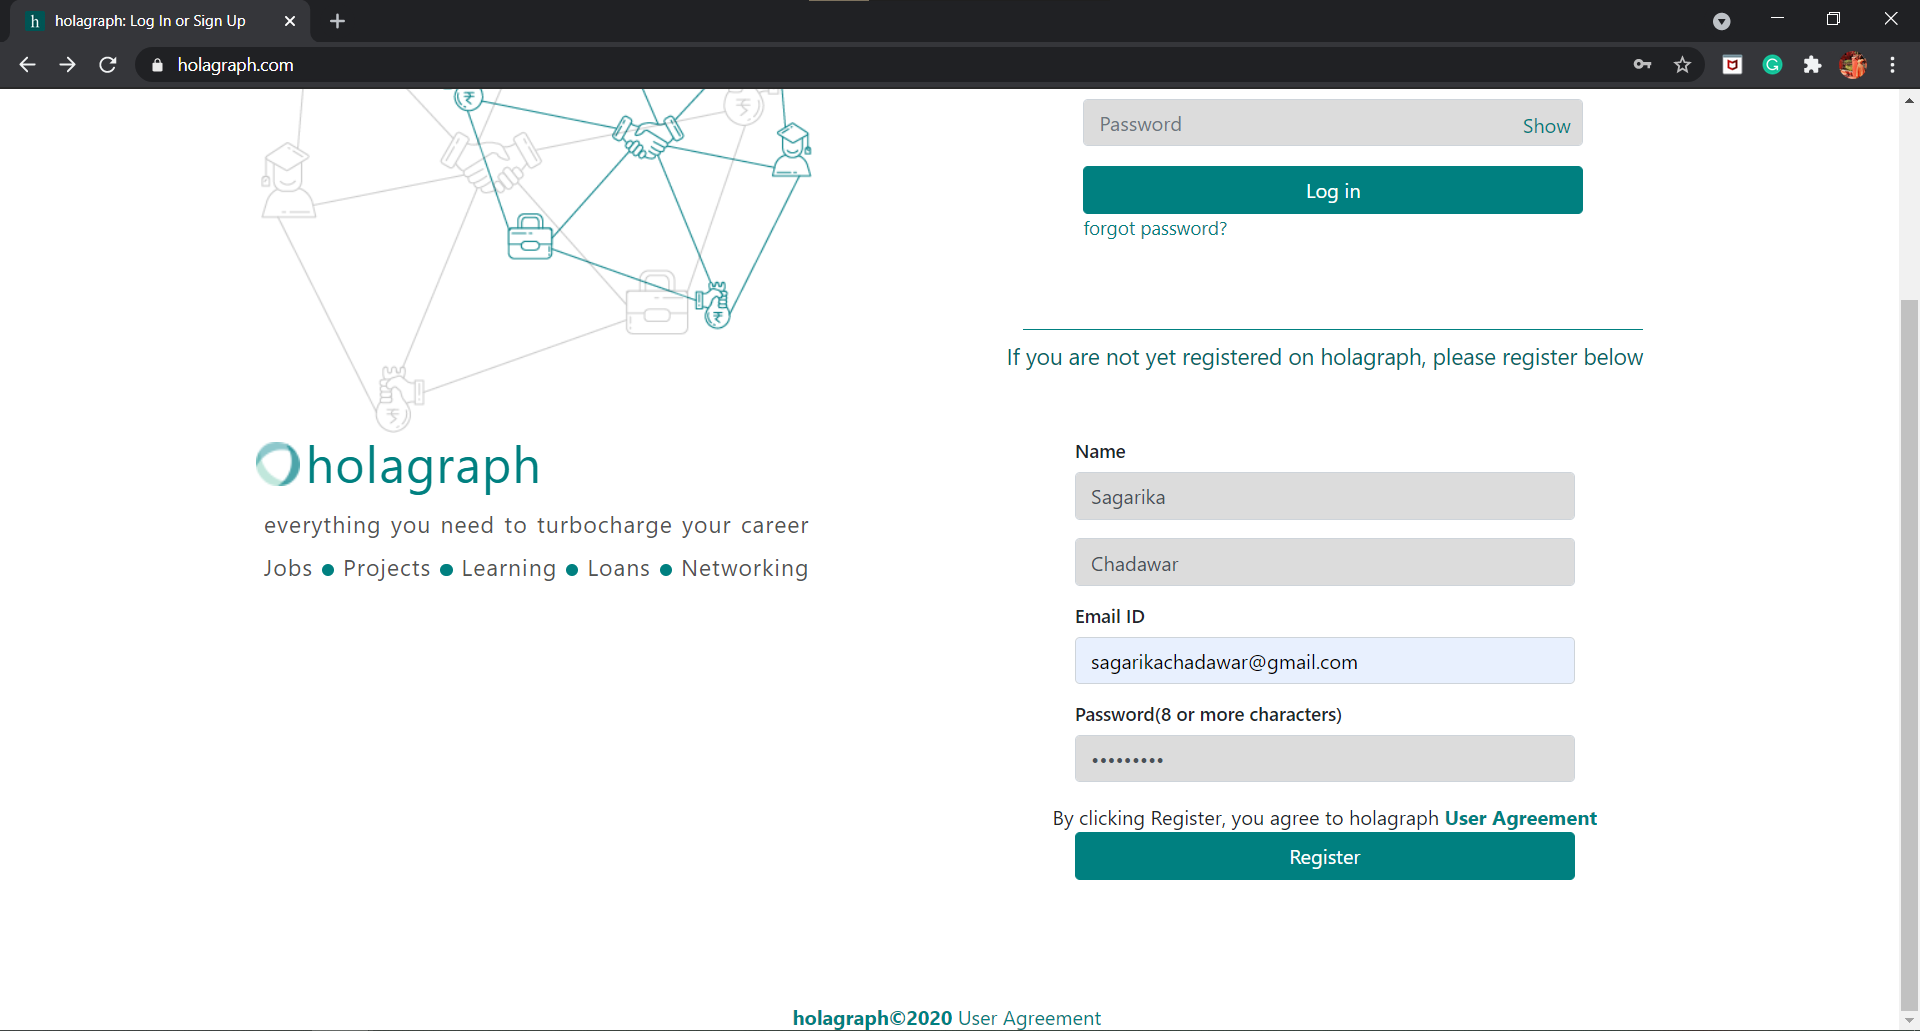 holagraph: Log In or Sign Up
holagraph.com
Password
Show
Log in
forgot password?
If you are not yet registered on holagraph, please register below
holagraph
everything you need to turbocharge your career
Jobs ● Projects ● Learning ● Loans ● Networking
Name
Sagarika
Chadawar
Email ID
sagarikachadawar@gmail.com
Password(8 or more characters)
•••••••••
By clicking Register, you agree to holagraph User Agreement
Register
holagraph©2020 User Agreement